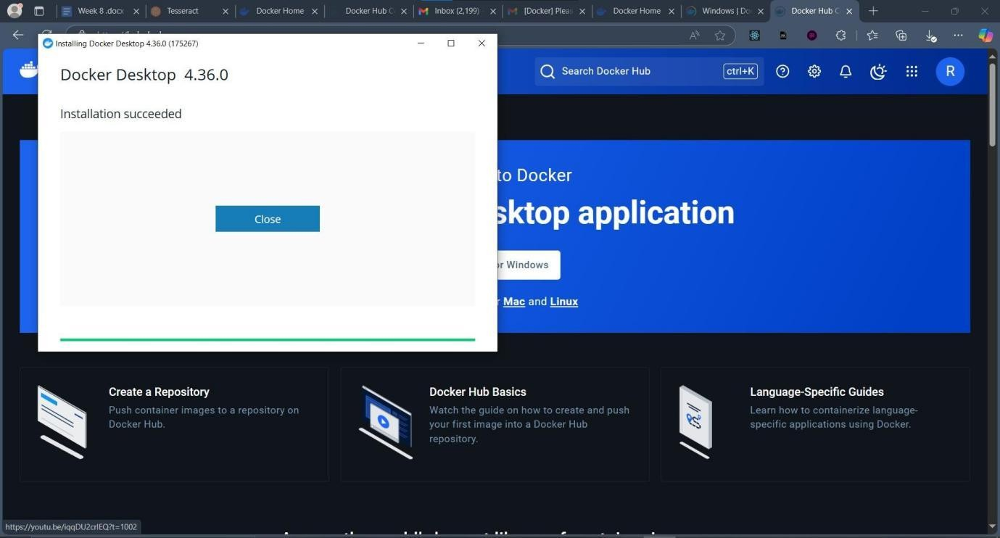 Week 8 .docx
Tesseract
Docker Home
Docker Hub C
Inbox (2,199)
[Docker] Pleas
Docker Home
Windows | Do
Docker Hub C
Installing Docker Desktop 4.36.0 (175267)
Docker Desktop 4.36.0
Installation succeeded
Close
Search Docker Hub
ctrl+K
R
to Docker
sktop application
or Windows
r Mac and Linux
Create a Repository
Push container images to a repository on
Docker Hub.
Docker Hub Basics
Watch the guide on how to create and push
your first image into a Docker Hub
repository.
Language-Specific Guides
Learn how to containerize language-
specific applications using Docker.
https://youtu.be/iqqDU2crIEQ?t=1002